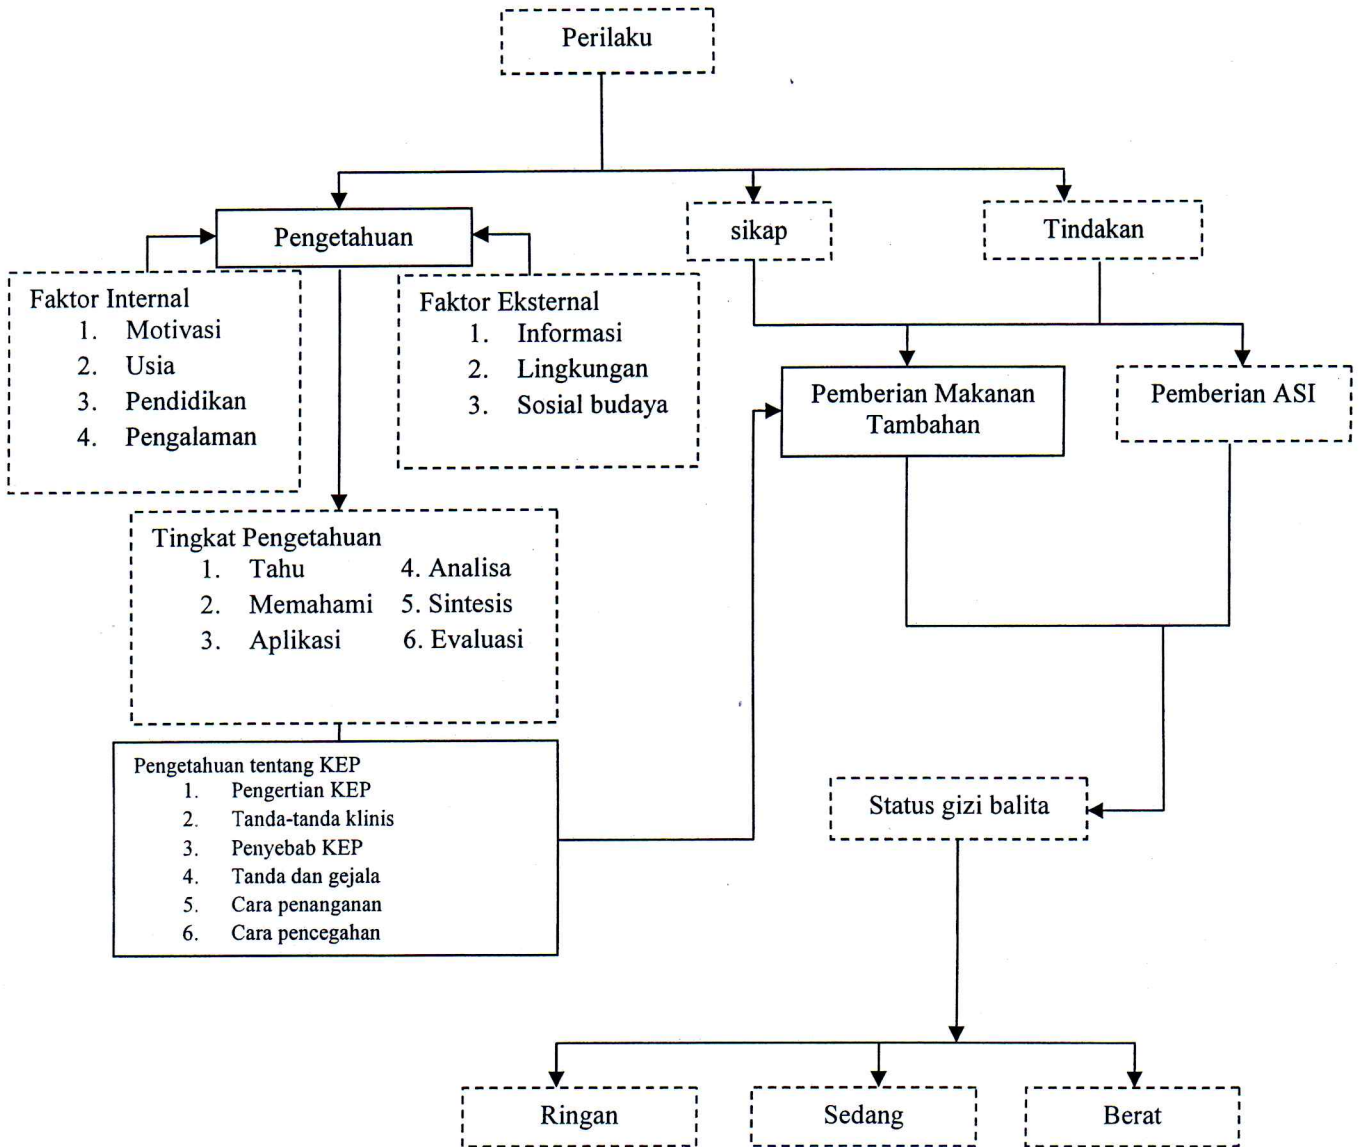 Perilaku
Pengetahuan
sikap
Tindakan
Faktor Internal
1. Motivasi
2. Usia
3. Pendidikan
4. Pengalaman
Faktor Eksternal
1. Informasi
2. Lingkungan
3. Sosial budaya
Pemberian Makanan
Tambahan
Pemberian ASI
Tingkat Pengetahuan
1. Tahu 4. Analisa
2. Memahami 5. Sintesis
3. Aplikasi 6. Evaluasi
Pengetahuan tentang KEP
1. Pengertian KEP
2. Tanda-tanda klinis
3. Penyebab KEP
4. Tanda dan gejala
5. Cara penanganan
6. Cara pencegahan
Status gizi balita
Ringan
Sedang
Berat